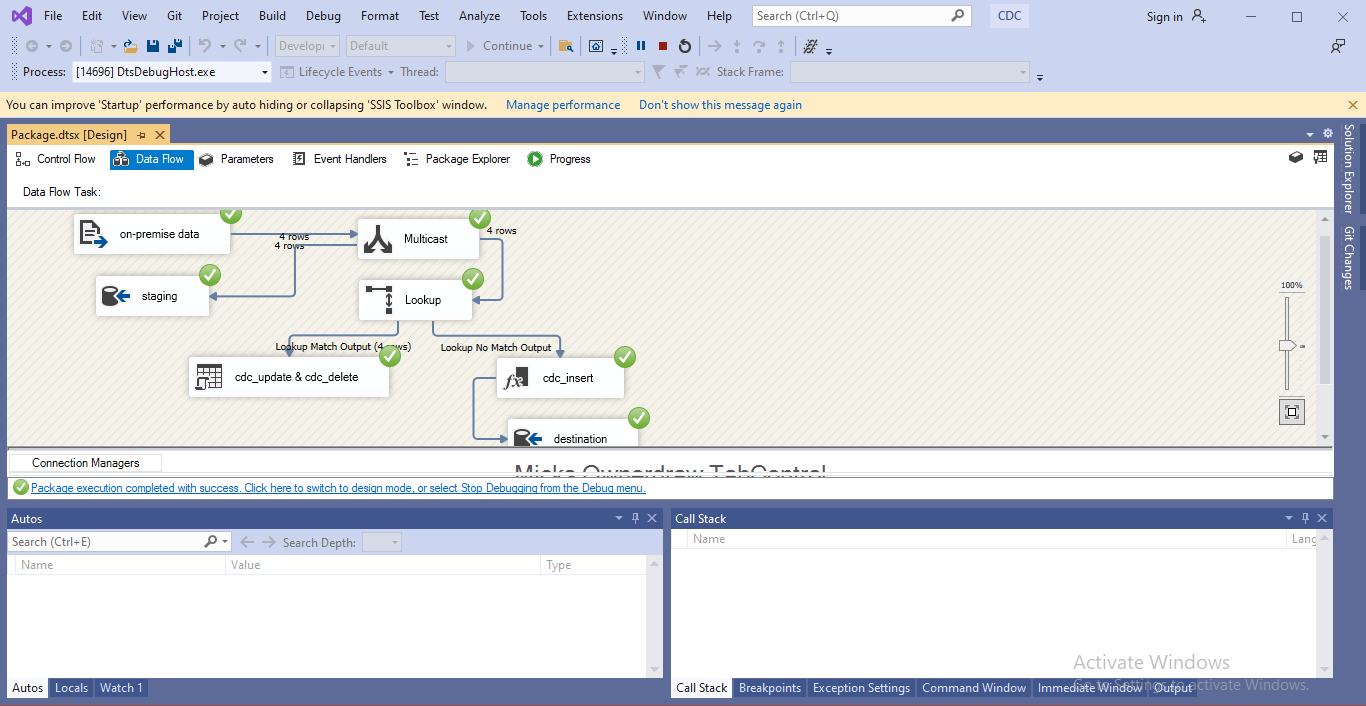 File Edit View Git Project Build Debug Format Test Analyze Tools Extensions Window Help Search (Ctrl+Q) CDC Sign in
Develop Default Continue
Process: [14696] DtsDebugHost.exe Lifecycle Events Thread: Stack Frame:
You can improve 'Startup' performance by auto hiding or collapsing 'SSIS Toolbox' window. Manage performance Don't show this message again
Package.dtsx [Design]
Control Flow Data Flow Parameters Event Handlers Package Explorer Progress
Data Flow Task:
Solution Explorer
Git Changes
on-premise data
4 rows
4 rows
Multicast
4 rows
staging
Lookup
100%
Lookup Match Output (4 rows)
Lookup No Match Output
cdc_update & cdc_delete
cdc_insert
destination
Connection Managers
Package execution completed with success. Click here to switch to design mode, or select Stop Debugging from the Debug menu.
Autos
Search (Ctrl+E) Search Depth:
Name Value Type
Autos Locals Watch 1
Call Stack
Name Lang
Activate Windows
Go to Settings to activate Windows.
Call Stack Breakpoints Exception Settings Command Window Immediate Window Output